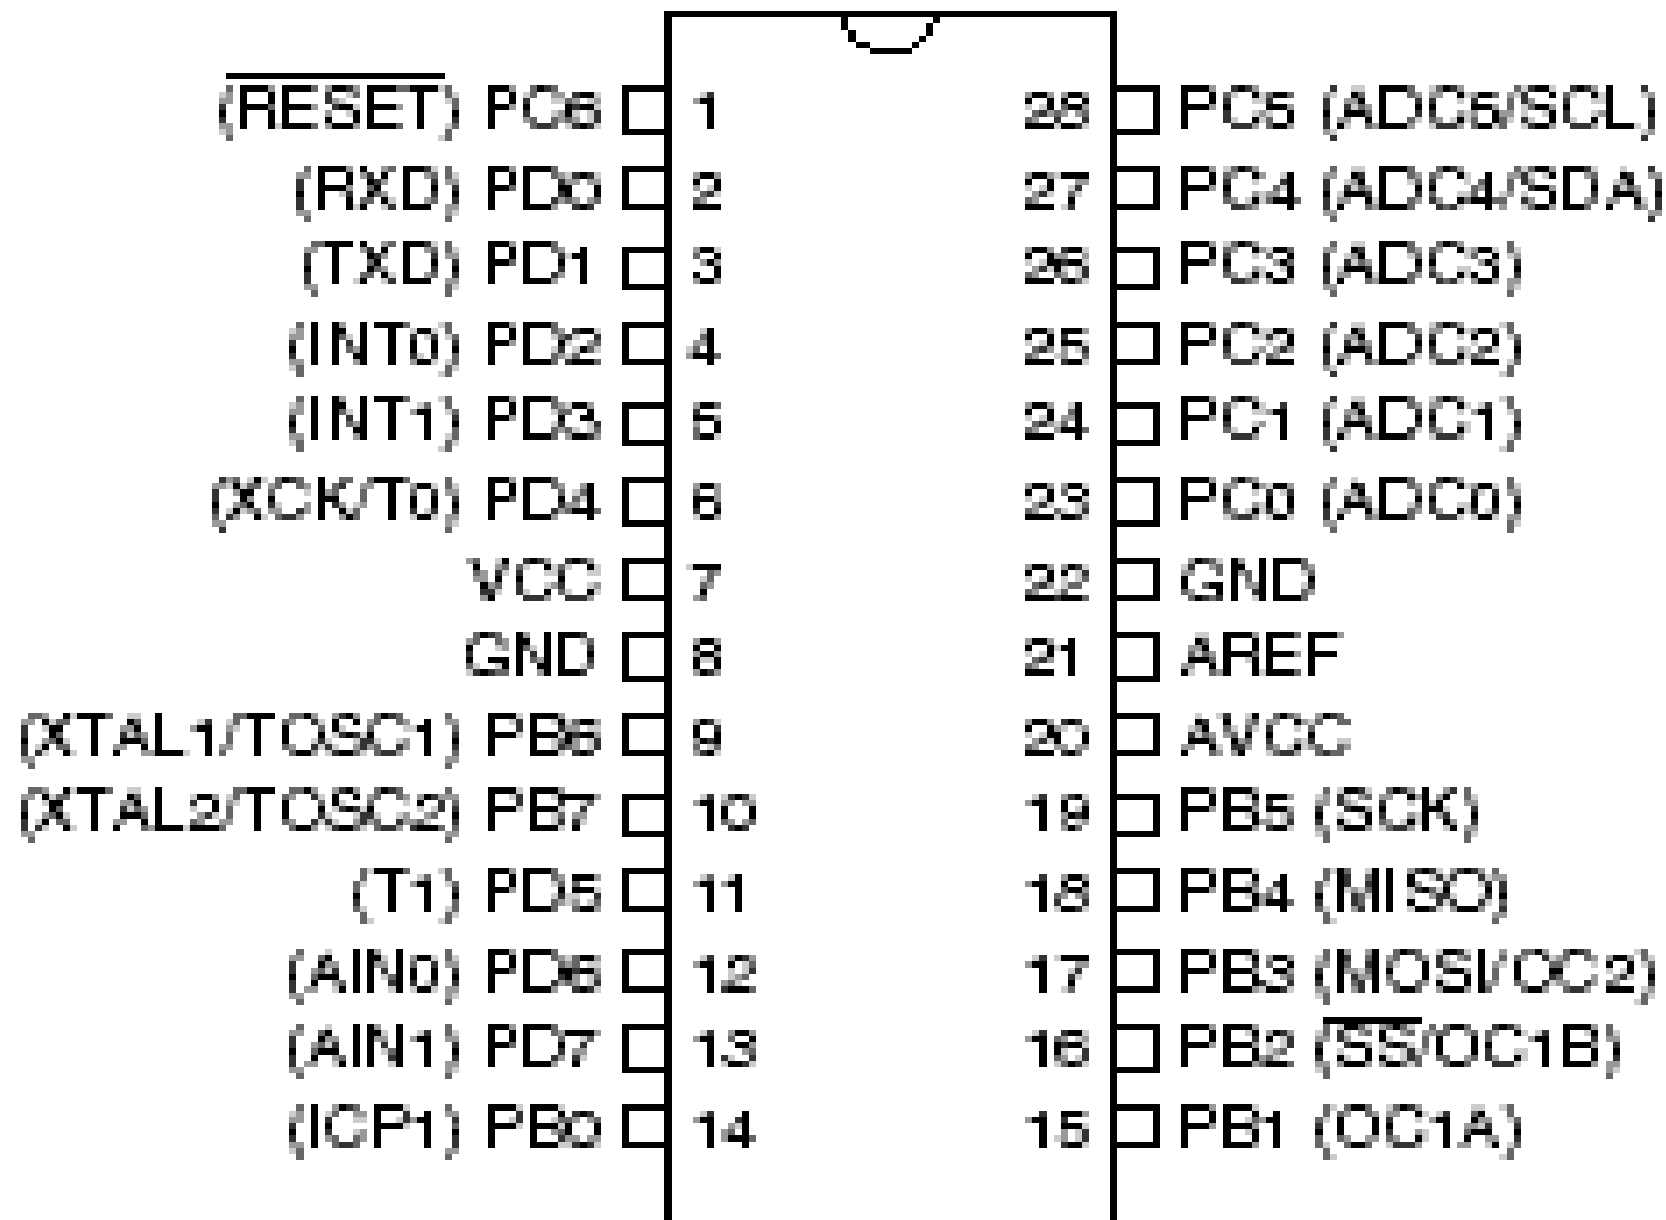 (RESET) PC6 1 28 PC5 (ADC5/SCL)
(RXD) PD0 2 27 PC4 (ADC4/SDA)
(TXD) PD1 3 26 PC3 (ADC3)
(INT0) PD2 4 25 PC2 (ADC2)
(INT1) PD3 5 24 PC1 (ADC1)
(XCK/T0) PD4 6 23 PC0 (ADC0)
VCC 7 22 GND
GND 8 21 AREF
(XTAL1/TOSC1) PB6 9 20 AVCC
(XTAL2/TOSC2) PB7 10 19 PB5 (SCK)
(T1) PD5 11 18 PB4 (MISO)
(AIN0) PD6 12 17 PB3 (MOSI/OC2)
(AIN1) PD7 13 16 PB2 (SS/OC1B)
(ICP1) PB0 14 15 PB1 (OC1A)